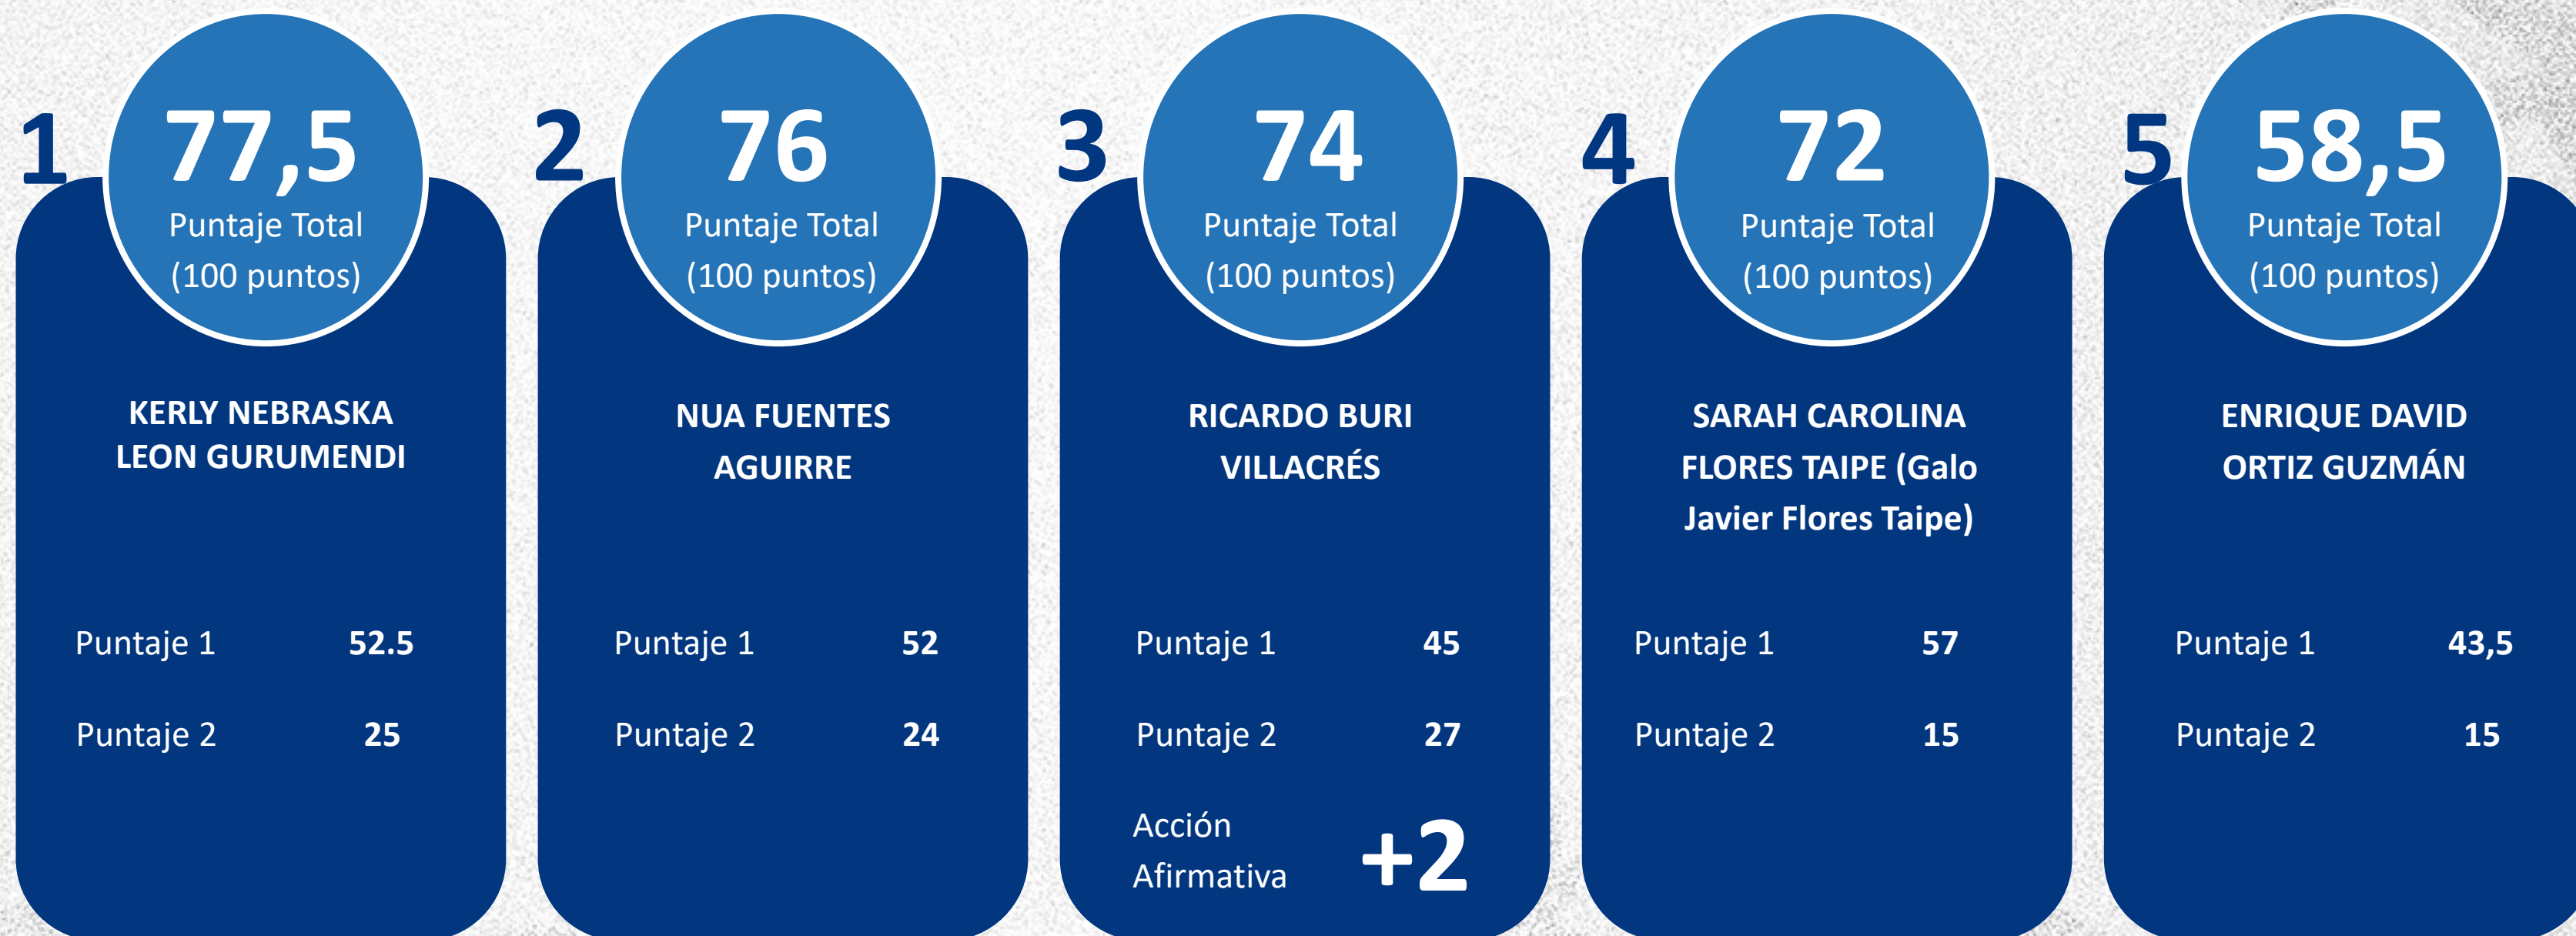 1
77,5
Puntaje Total
(100 puntos)
KERLY NEBRASKA
LEON GURUMENDI
Puntaje 1 52.5
Puntaje 2 25
2
76
Puntaje Total
(100 puntos)
NUA FUENTES
AGUIRRE
Puntaje 1 52
Puntaje 2 24
3
74
Puntaje Total
(100 puntos)
RICARDO BURI
VILLACRÉS
Puntaje 1 45
Puntaje 2 27
Acción
Afirmativa
+2
4
72
Puntaje Total
(100 puntos)
SARAH CAROLINA
FLORES TAIPE (Galo
Javier Flores Taipe)
Puntaje 1 57
Puntaje 2 15
5
58,5
Puntaje Total
(100 puntos)
ENRIQUE DAVID
ORTIZ GUZMÁN
Puntaje 1 43,5
Puntaje 2 15